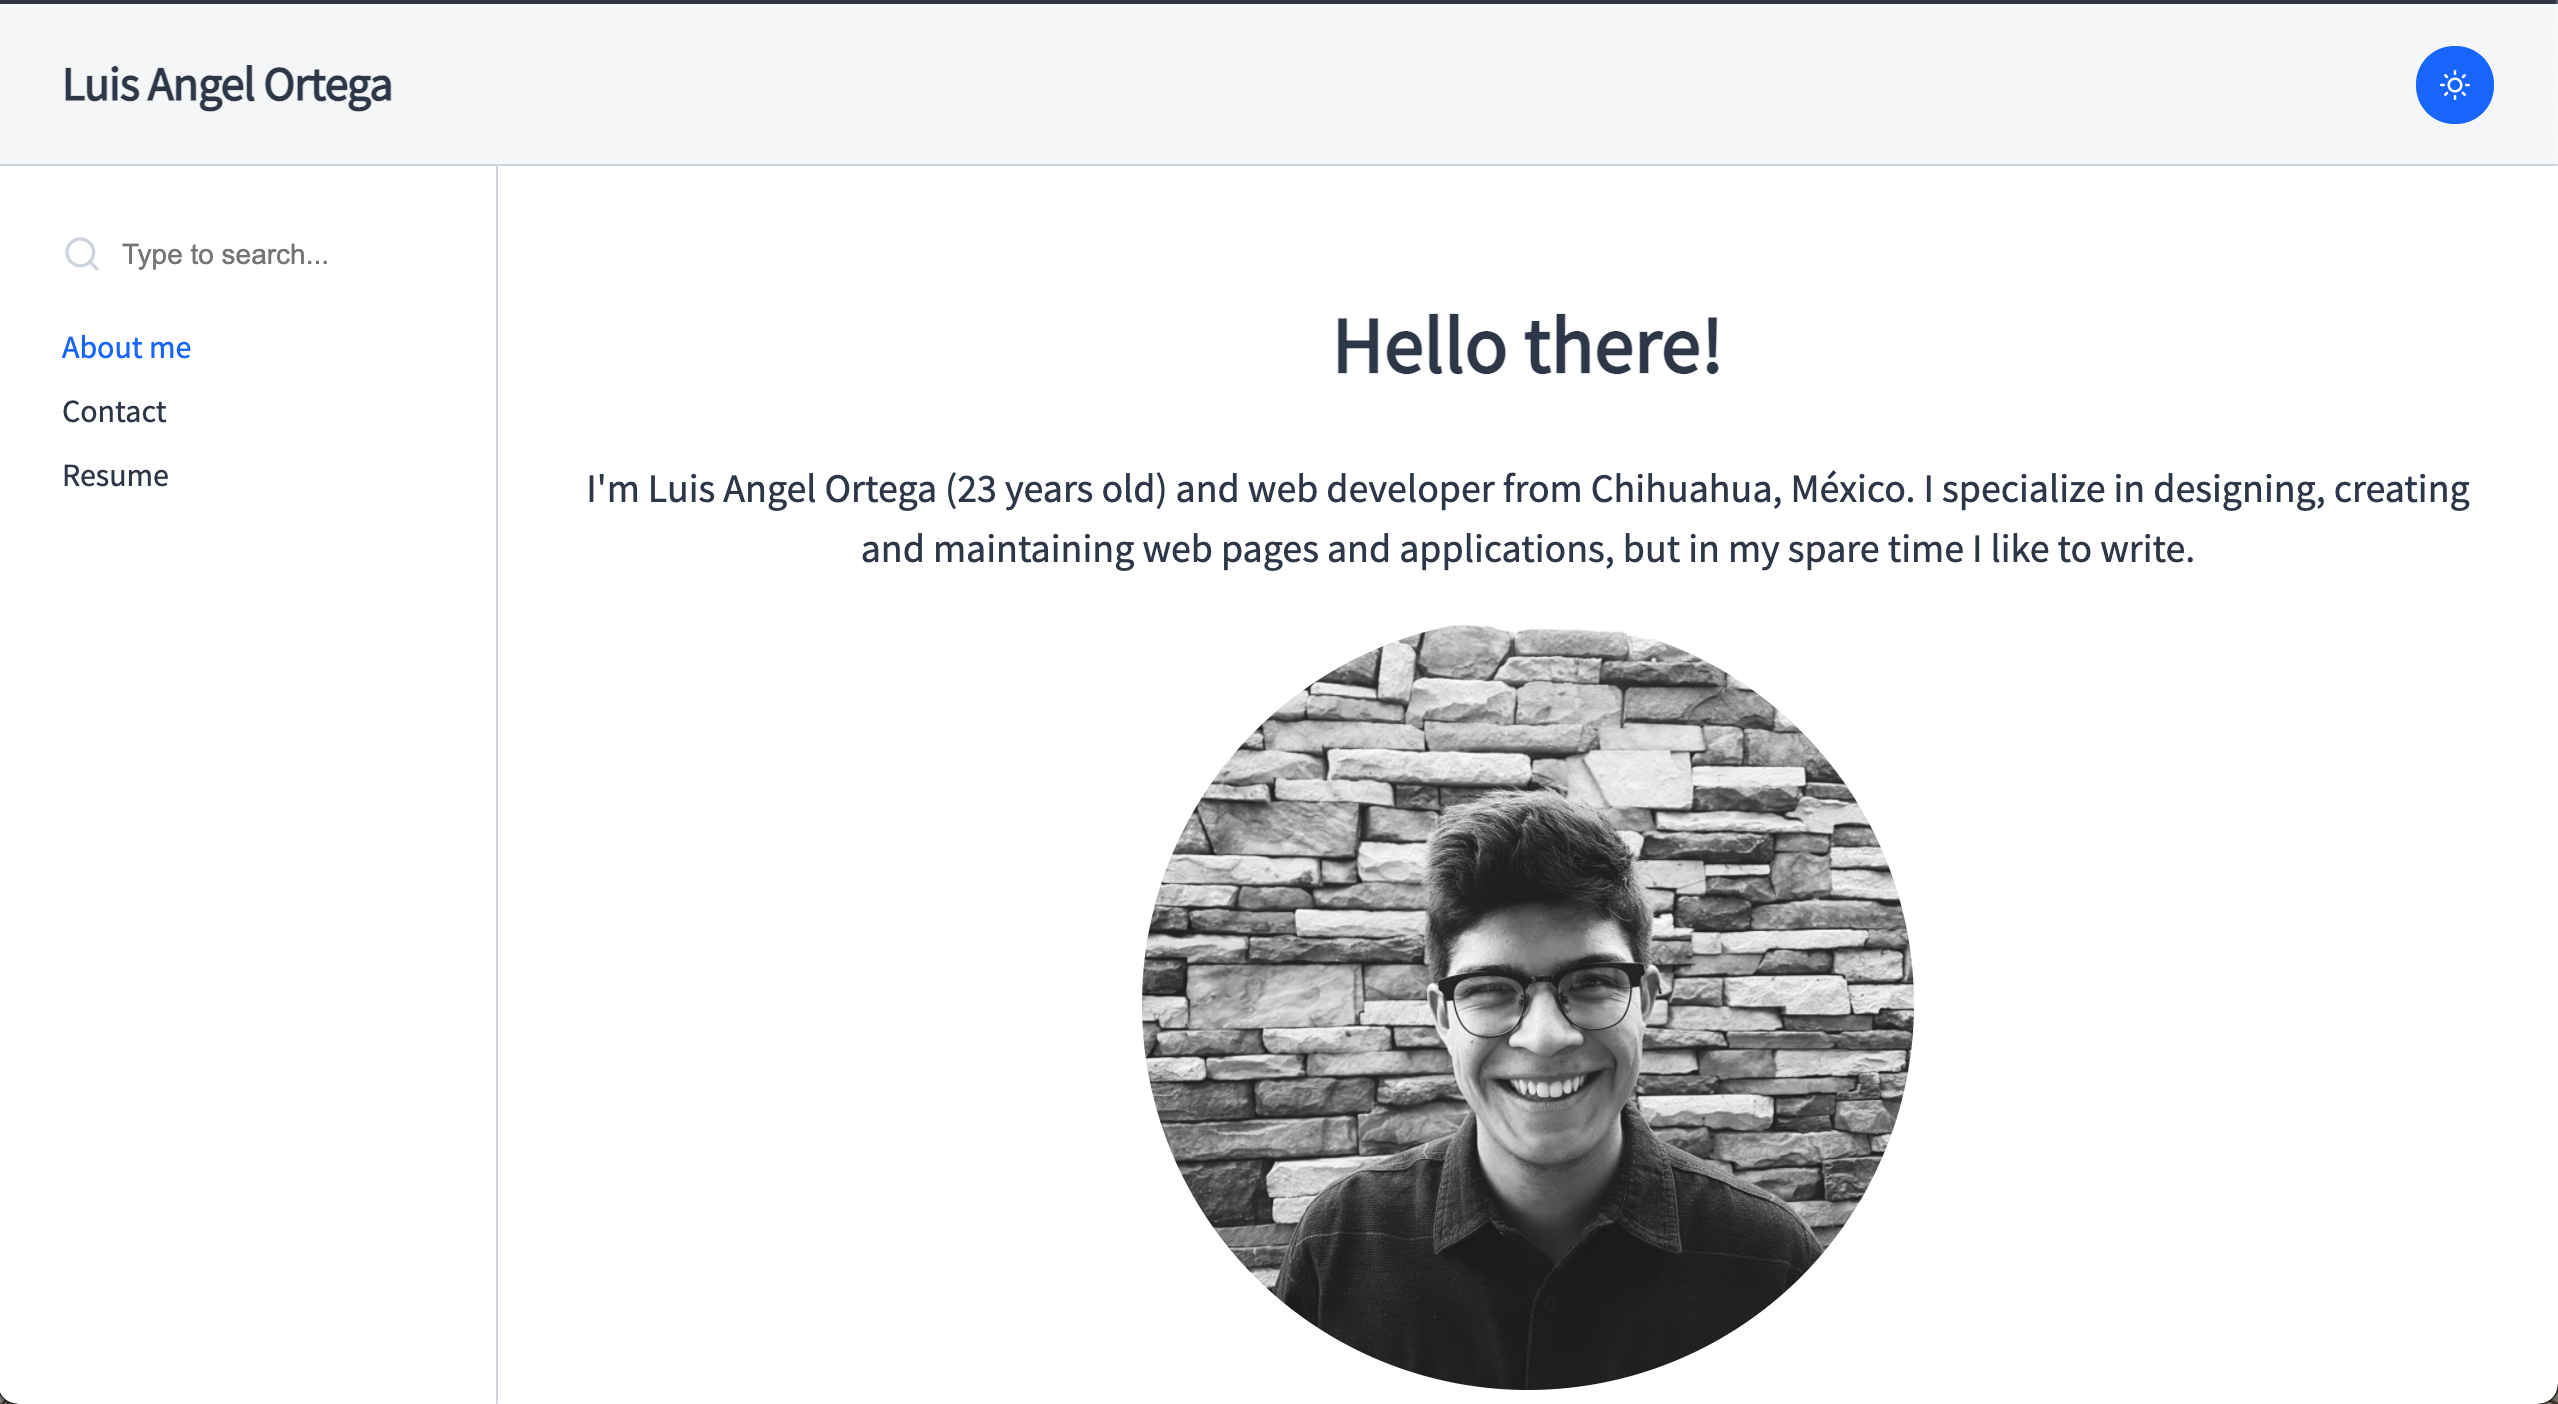 Luis Angel Ortega
Type to search...
About me
Contact
Resume
Hello there!
I'm Luis Angel Ortega (23 years old) and web developer from Chihuahua, México. I specialize in designing, creating
and maintaining web pages and applications, but in my spare time I like to write.